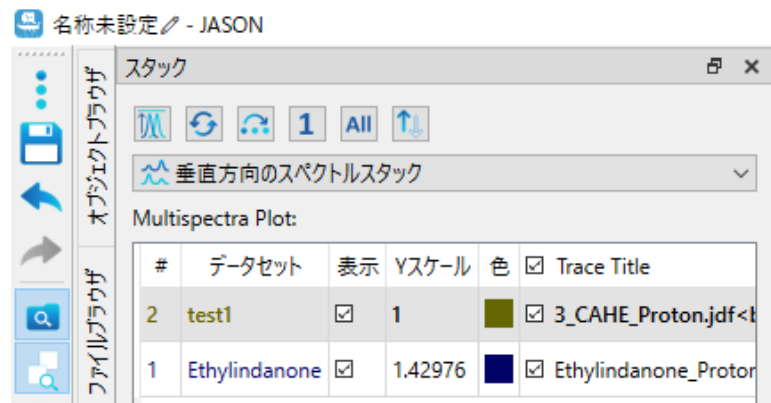 名称未設定 - JASON
スタック
オブジェクトブラウザ
ファイルブラウザ
1 All
垂直方向のスペクトルスタック
Multispectra Plot:
# データセット 表示 Yスケール 色 Trace Title
2 test1 1 3_CAHE_Proton.jdf<b
1 Ethylindanone 1.42976 Ethylindanone_Proton